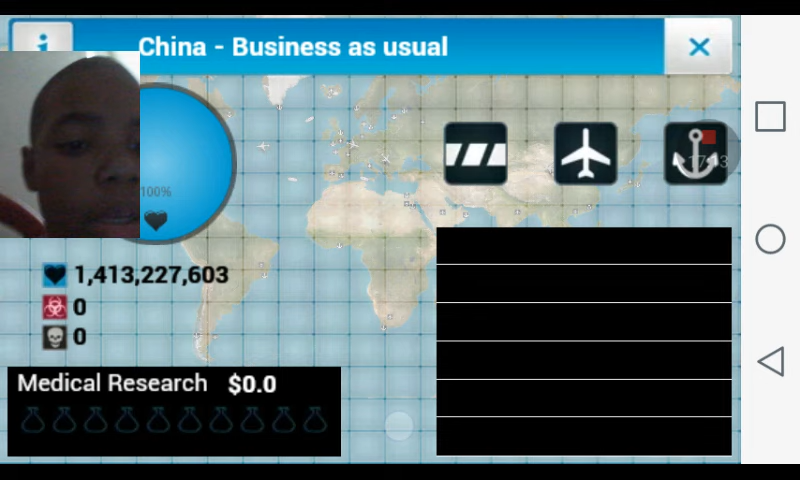 i
China - Business as usual
100%
1,413,227,603
0
0
Medical Research $0.0